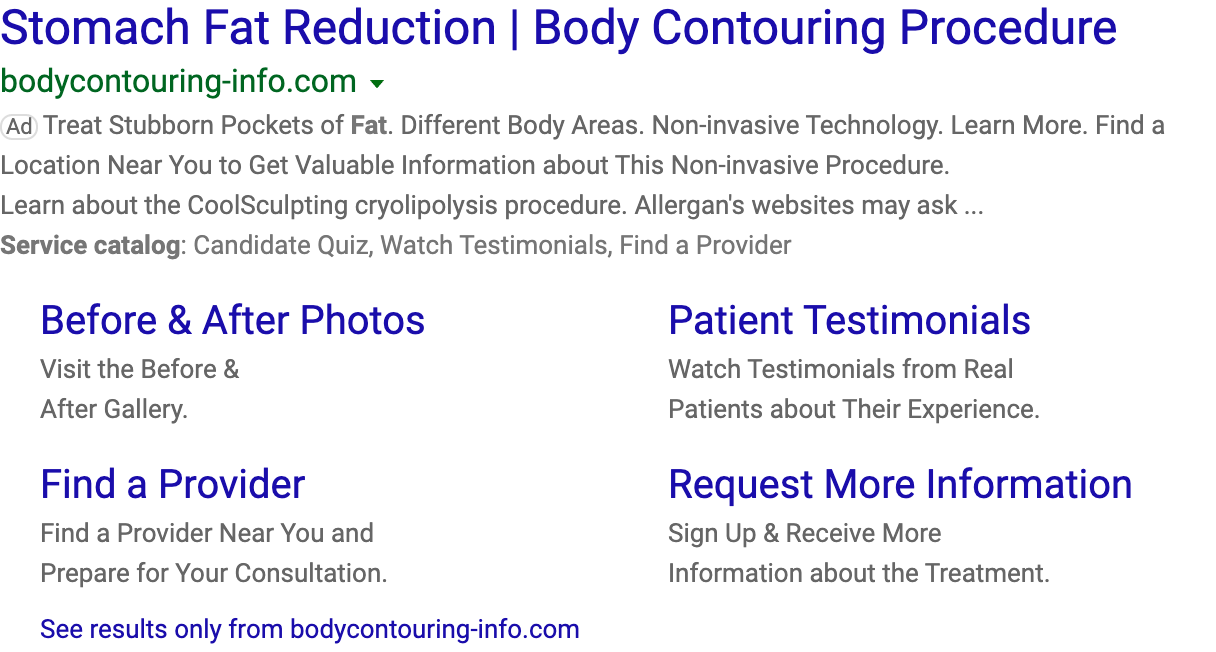 Stomach Fat Reduction | Body Contouring Procedure
bodycontouring-info.com
Ad Treat Stubborn Pockets of Fat. Different Body Areas. Non-invasive Technology. Learn More. Find a
Location Near You to Get Valuable Information about This Non-invasive Procedure.
Learn about the CoolSculpting cryolipolysis procedure. Allergan's websites may ask ...
Service catalog: Candidate Quiz, Watch Testimonials, Find a Provider
Before & After Photos
Visit the Before &
After Gallery.
Patient Testimonials
Watch Testimonials from Real
Patients about Their Experience.
Find a Provider
Find a Provider Near You and
Prepare for Your Consultation.
Request More Information
Sign Up & Receive More
Information about the Treatment.
See results only from bodycontouring-info.com